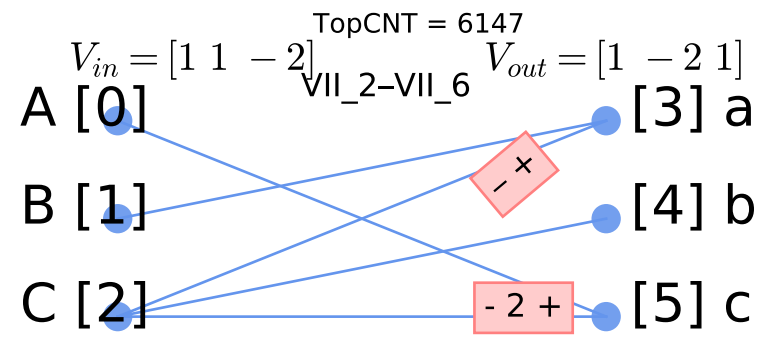 TopCNT = 6147
V_in = [1 1 − 2]
V_out = [1 − 2 1]
VII_2–VII_6
A [0]
[3] a
- +
B [1]
[4] b
C [2]
- 2 +
[5] c